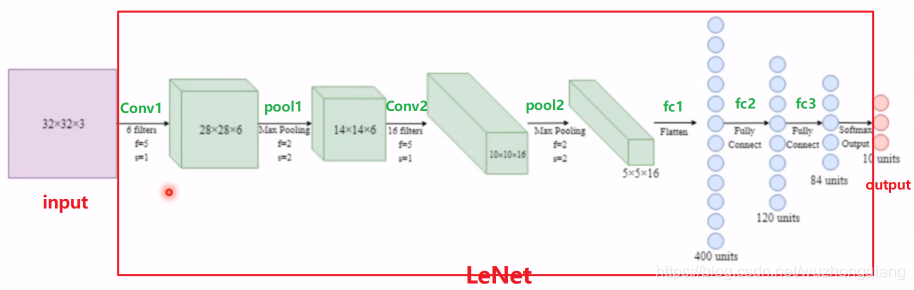 32×32×3
input
Conv1
6 filters
f=5
s=1
28×28×6
pool1
Max Pooling
f=2
s=2
14×14×6
Conv2
16 filters
f=5
s=1
10×10×16
pool2
Max Pooling
f=2
s=2
5×5×16
fc1
Flatten
400 units
fc2
Fully
Connect
120 units
fc3
Fully
Connect
84 units
Softmax
Output
10 units
output
LeNet
https://blog.csdn.net/wuzhongqiang